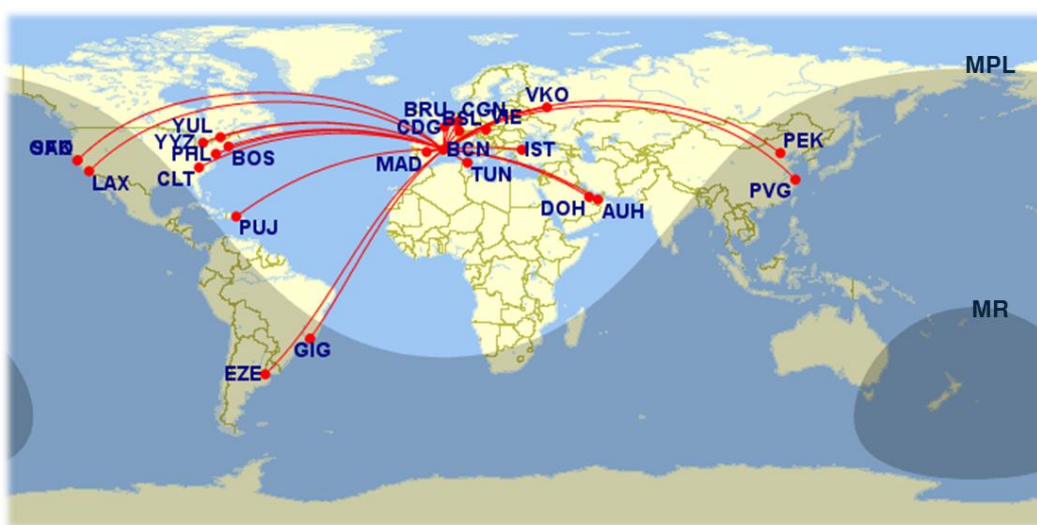 MPL
VKO
BRU
CGN
BSL
VIE
CDG
YUL
YYZ
PHL
BOS
MAD
BCN
IST
PEK
LAX
CLT
TUN
PVG
DOH
AUH
PUJ
MR
GIG
EZE